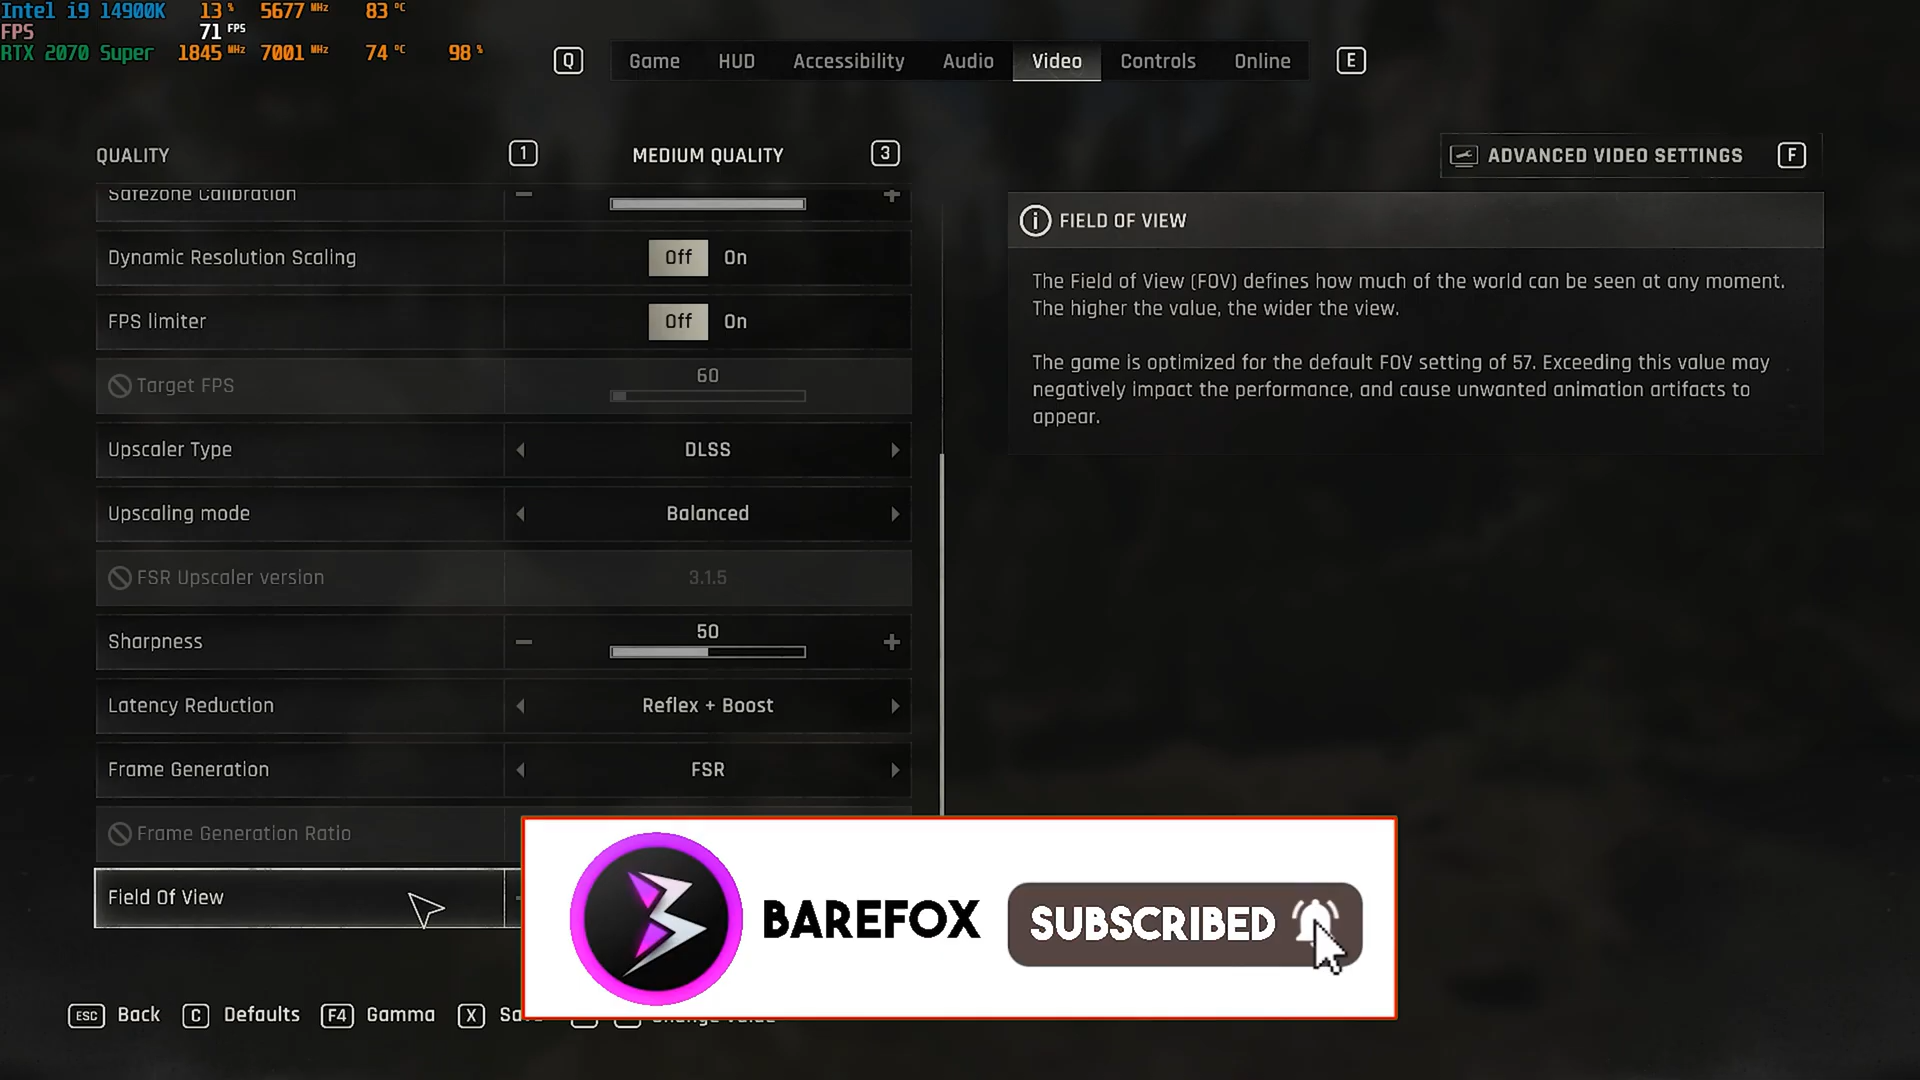 Intel i9 14900K 13 % 5677 MHz 83 °C
FPS 71 FPS
RTX 2070 Super 1845 MHz 7001 MHz 74 °C 98 %
Q Game HUD Accessibility Audio Video Controls Online E
QUALITY 1 MEDIUM QUALITY 3
ADVANCED VIDEO SETTINGS F
Safezone Calibration
FIELD OF VIEW
Dynamic Resolution Scaling Off On
The Field of View (FOV) defines how much of the world can be seen at any moment.
The higher the value, the wider the view.
FPS limiter Off On
The game is optimized for the default FOV setting of 57. Exceeding this value may
negatively impact the performance, and cause unwanted animation artifacts to
appear.
Target FPS 60
Upscaler Type DLSS
Upscaling mode Balanced
FSR Upscaler version 3.1.5
Sharpness 50
Latency Reduction Reflex + Boost
Frame Generation FSR
Frame Generation Ratio
Field Of View
BAREFOX SUBSCRIBED
ESC Back C Defaults F4 Gamma X